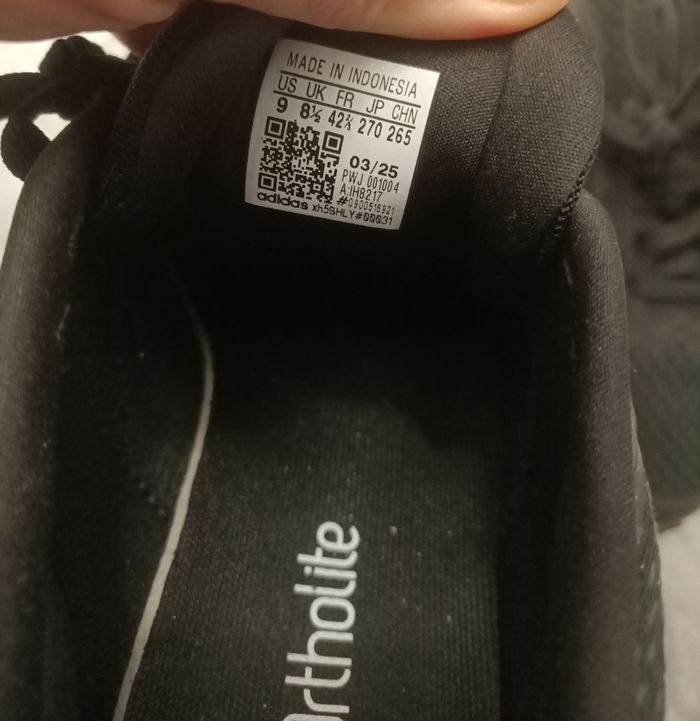 MADE IN INDONESIA
US UK FR JP CHN
9 8½ 42⅔ 270 265
03/25
PWJ 001004
A:IH8217
#0900516921
adidas xh5SHLY#00031
ortholite